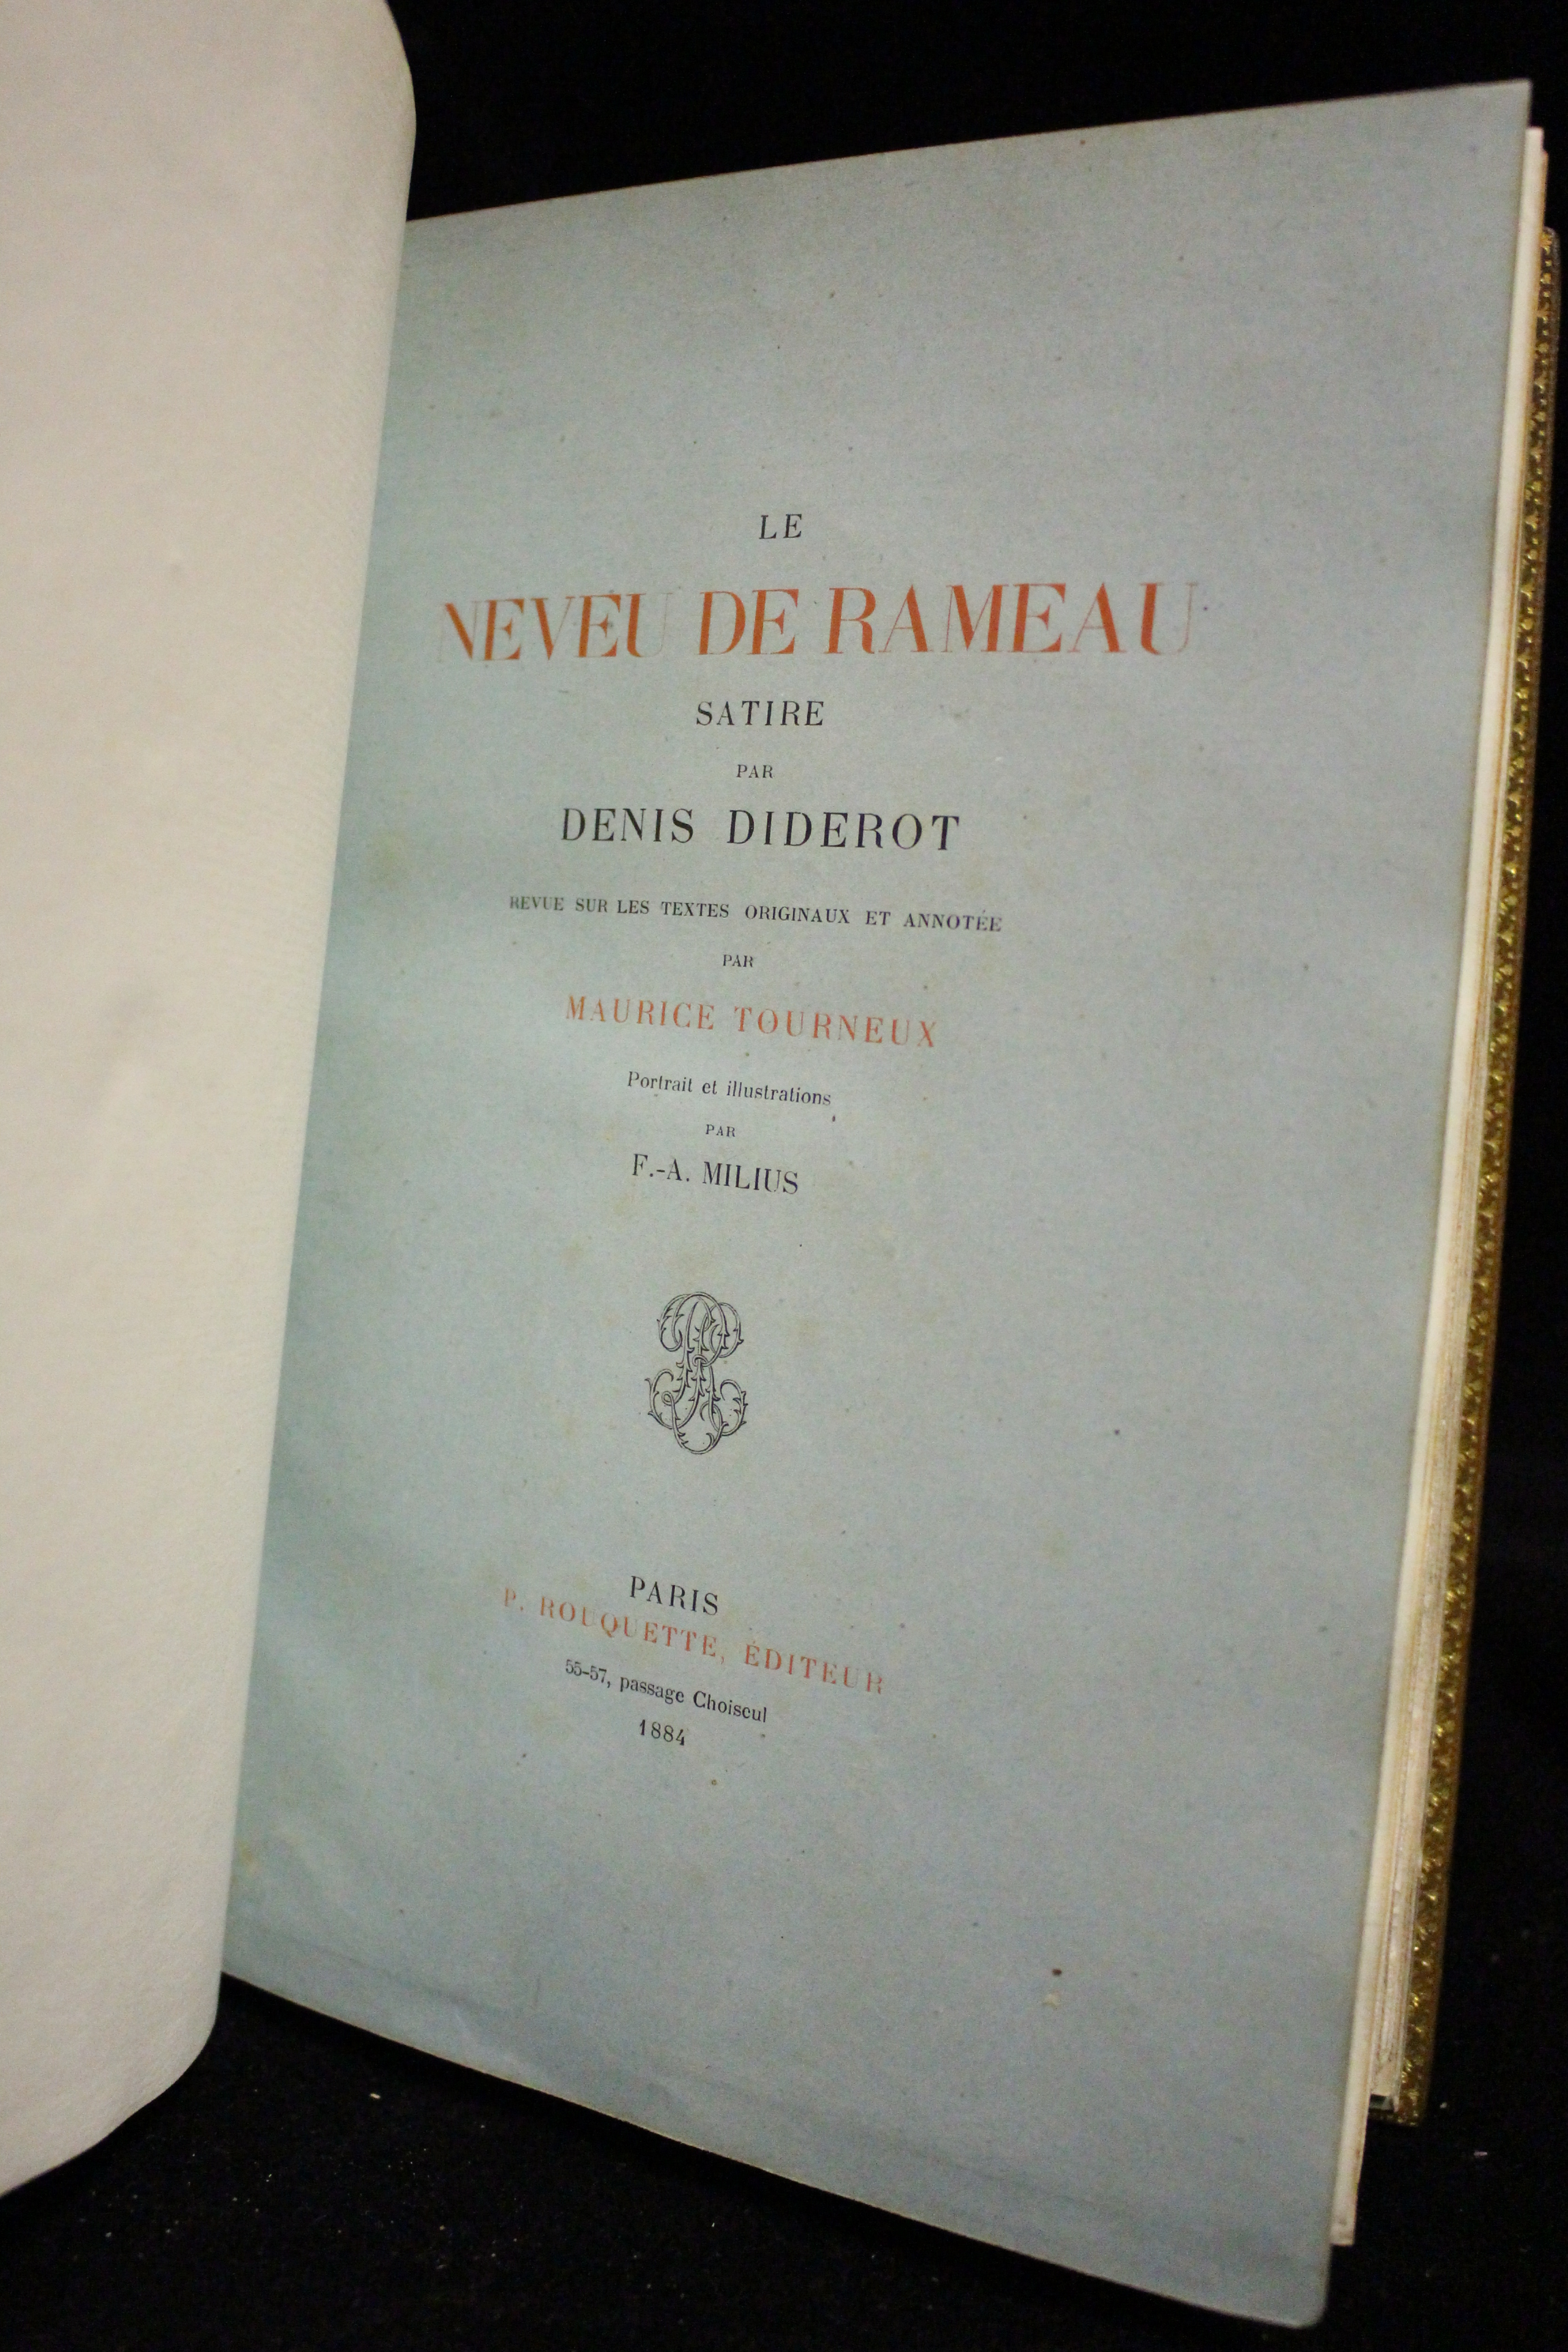 LE
NEVEU DE RAMEAU
SATIRE
PAR
DENIS DIDEROT
REVUE SUR LES TEXTES ORIGINAUX ET ANNOTÉE
PAR
MAURICE TOURNEUX
Portrait et illustrations
PAR
F.-A. MILIUS
PARIS
P. ROUQUETTE, ÉDITEUR
55-57, passage Choiseul
1884